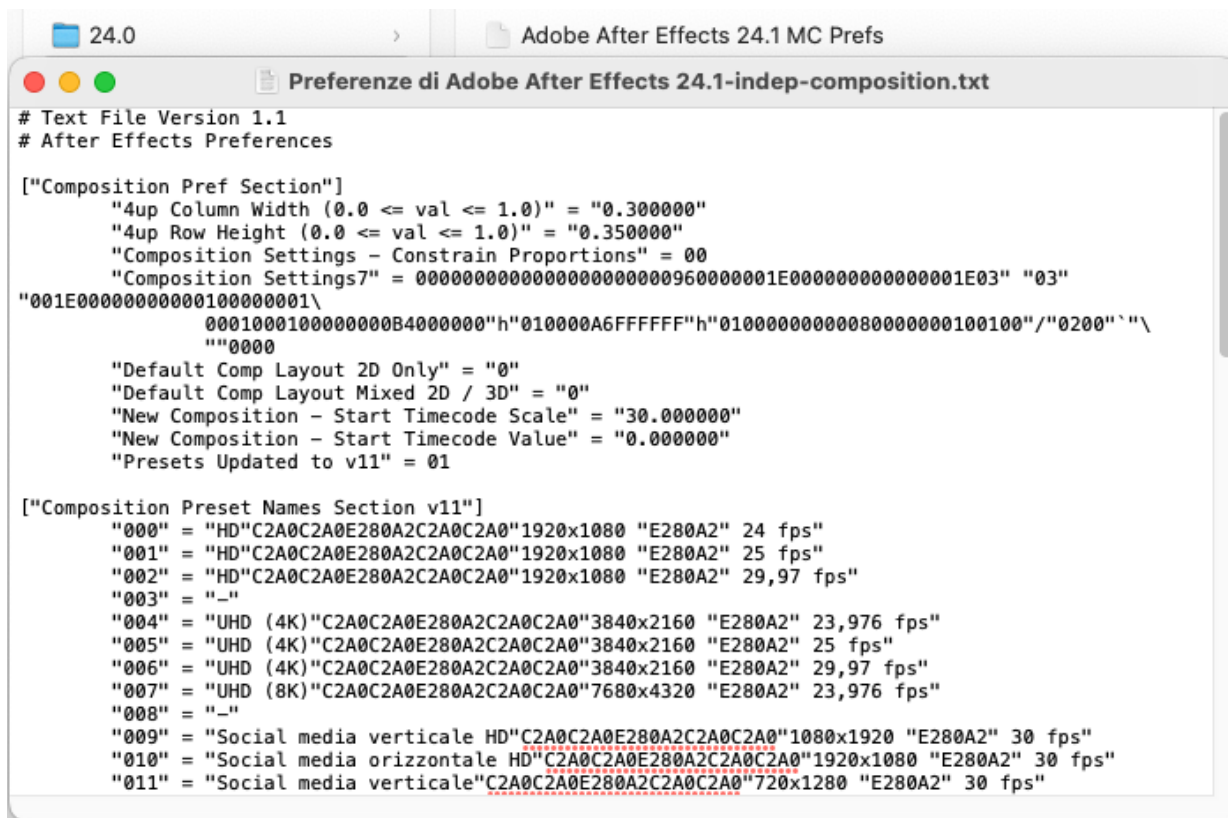 24.0
Adobe After Effects 24.1 MC Prefs
Preferenze di Adobe After Effects 24.1-indep-composition.txt
# Text File Version 1.1
# After Effects Preferences
["Composition Pref Section"]
"4up Column Width (0.0 <= val <= 1.0)" = "0.300000"
"4up Row Height (0.0 <= val <= 1.0)" = "0.350000"
"Composition Settings – Constrain Proportions" = 00
"Composition Settings7" = 000000000000000000000000960000001E000000000000001E03" "03"
"001E00000000000100000001\
0001000100000000B4000000"h"010000A6FFFFFF"h"01000000000080000000100100"/"0200"`"\
""0000
"Default Comp Layout 2D Only" = "0"
"Default Comp Layout Mixed 2D / 3D" = "0"
"New Composition – Start Timecode Scale" = "30.000000"
"New Composition – Start Timecode Value" = "0.000000"
"Presets Updated to v11" = 01
["Composition Preset Names Section v11"]
"000" = "HD"C2A0C2A0E280A2C2A0C2A0"1920x1080 "E280A2" 24 fps"
"001" = "HD"C2A0C2A0E280A2C2A0C2A0"1920x1080 "E280A2" 25 fps"
"002" = "HD"C2A0C2A0E280A2C2A0C2A0"1920x1080 "E280A2" 29,97 fps"
"003" = "–"
"004" = "UHD (4K)"C2A0C2A0E280A2C2A0C2A0"3840x2160 "E280A2" 23,976 fps"
"005" = "UHD (4K)"C2A0C2A0E280A2C2A0C2A0"3840x2160 "E280A2" 25 fps"
"006" = "UHD (4K)"C2A0C2A0E280A2C2A0C2A0"3840x2160 "E280A2" 29,97 fps"
"007" = "UHD (8K)"C2A0C2A0E280A2C2A0C2A0"7680x4320 "E280A2" 23,976 fps"
"008" = "–"
"009" = "Social media verticale HD"C2A0C2A0E280A2C2A0C2A0"1080x1920 "E280A2" 30 fps"
"010" = "Social media orizzontale HD"C2A0C2A0E280A2C2A0C2A0"1920x1080 "E280A2" 30 fps"
"011" = "Social media verticale"C2A0C2A0E280A2C2A0C2A0"720x1280 "E280A2" 30 fps"